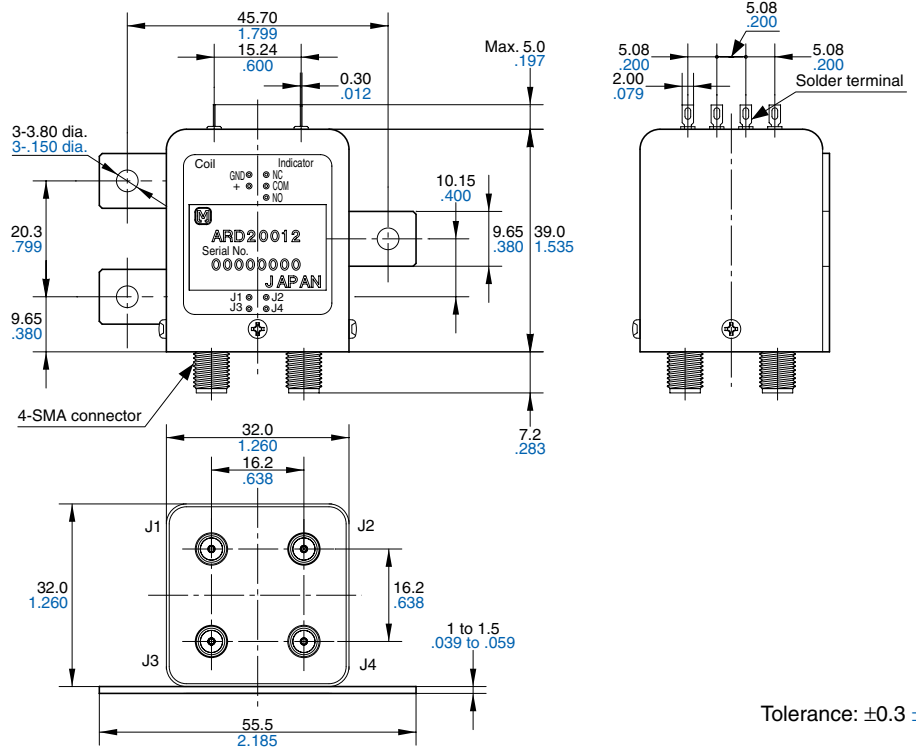 45.70
1.799
15.24
.600
0.30
.012
Max. 5.0
.197
5.08
.200
5.08
.200
5.08
.200
2.00
.079
Solder terminal
3-3.80 dia.
3-.150 dia.
Coil
Indicator
GND NC
+ COM
NO
M
ARD20012
Serial No.
00000000
JAPAN
J1 J2
J3 J4
10.15
.400
20.3
.799
9.65
.380
39.0
1.535
9.65
.380
4-SMA connector
7.2
.283
32.0
1.260
16.2
.638
J1
J2
32.0
1.260
16.2
.638
1 to 1.5
.039 to .059
J3
J4
55.5
2.185
Tolerance: ±0.3 ±